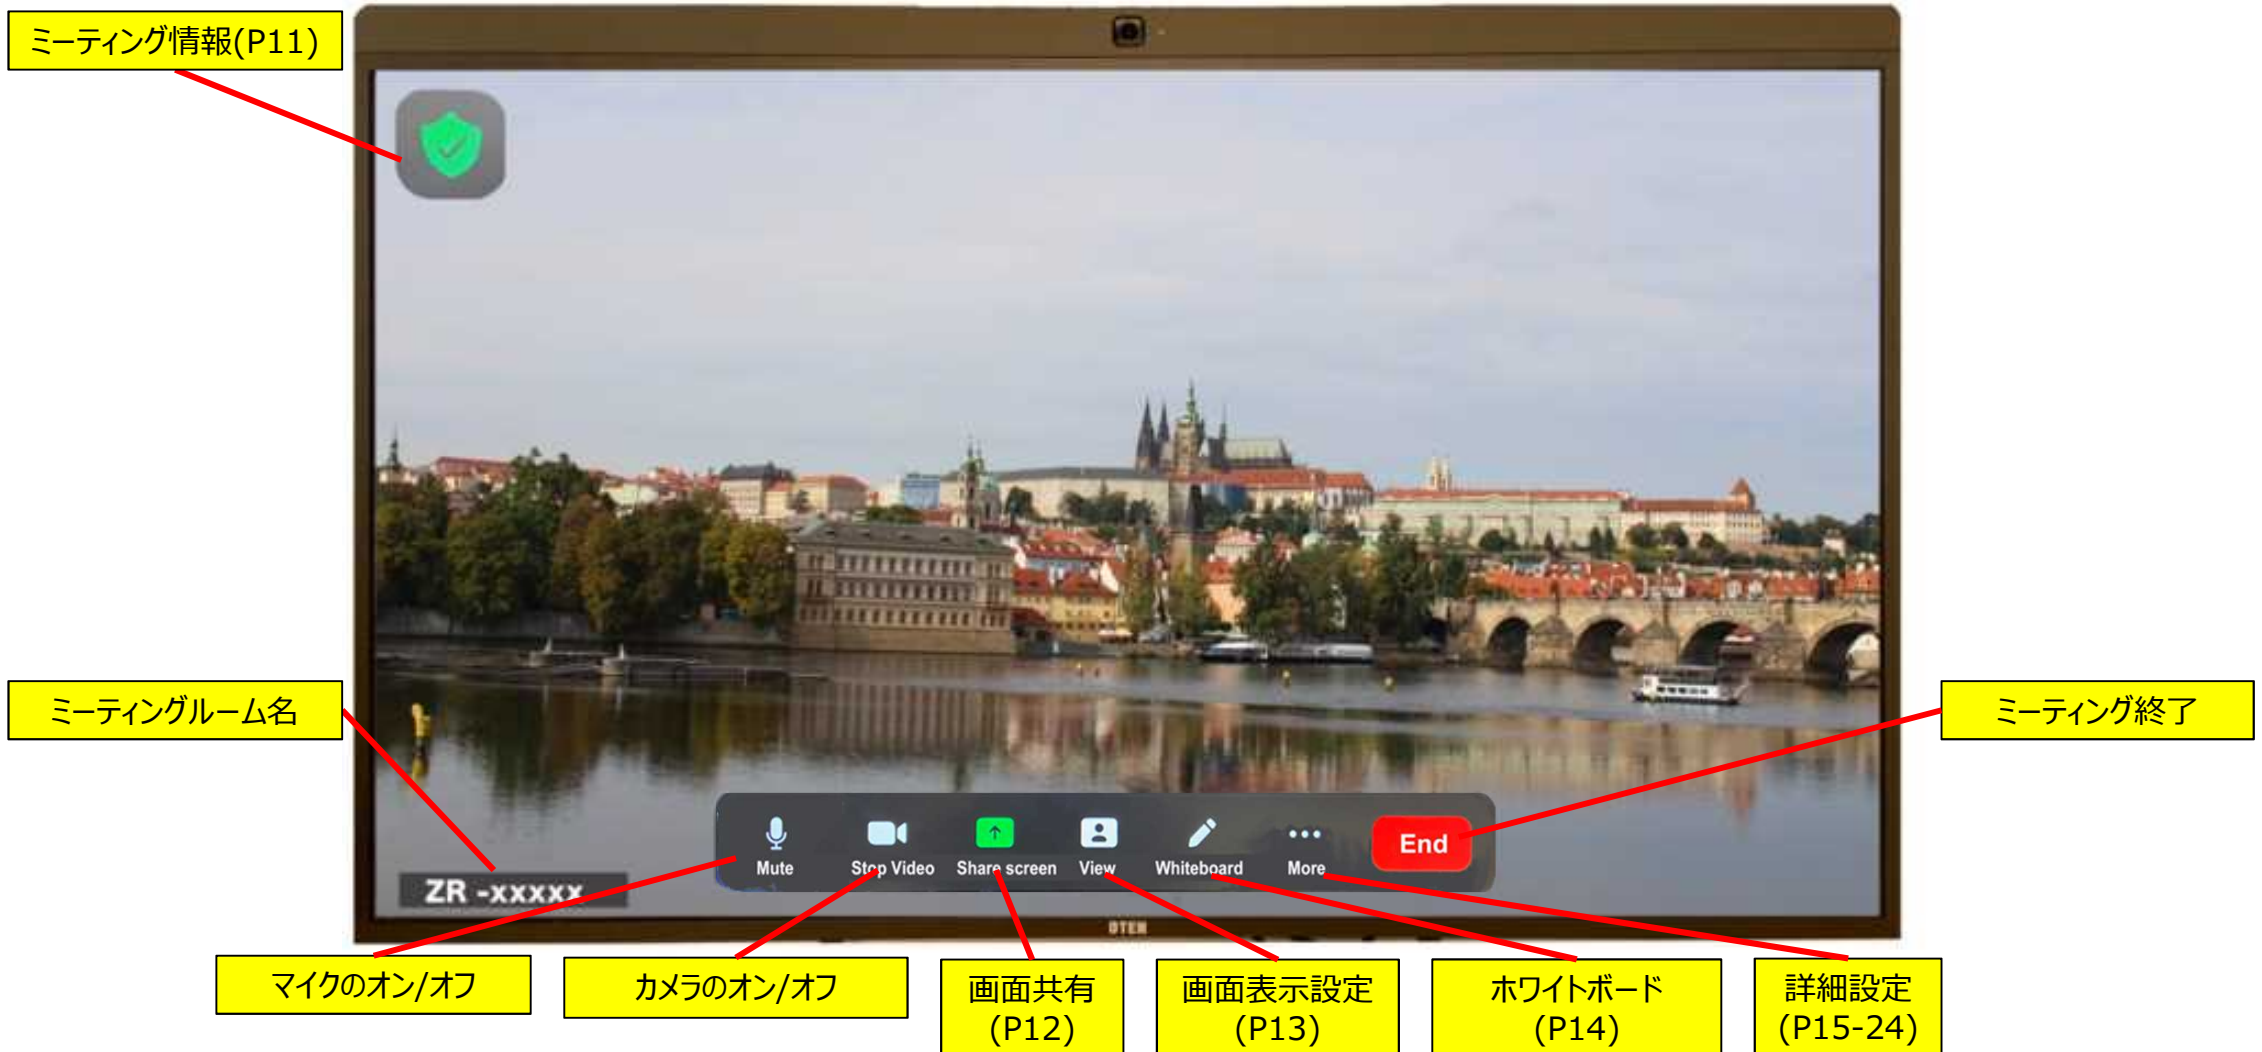 ミーティング情報(P11)
ミーティングルーム名
ミーティング終了
Mute
Stop Video
Share screen
View
Whiteboard
More
End
ZR -xxxxx
DTEN
マイクのオン/オフ
カメラのオン/オフ
画面共有
(P12)
画面表示設定
(P13)
ホワイトボード
(P14)
詳細設定
(P15-24)